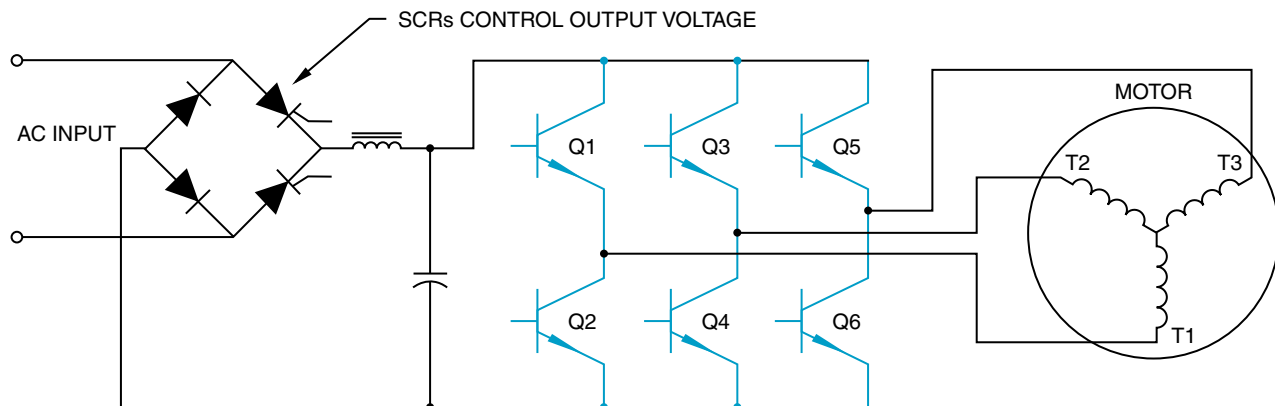 SCRs CONTROL OUTPUT VOLTAGE
MOTOR
AC INPUT
Q1
Q3
Q5
T2
T3
Q2
Q4
Q6
T1